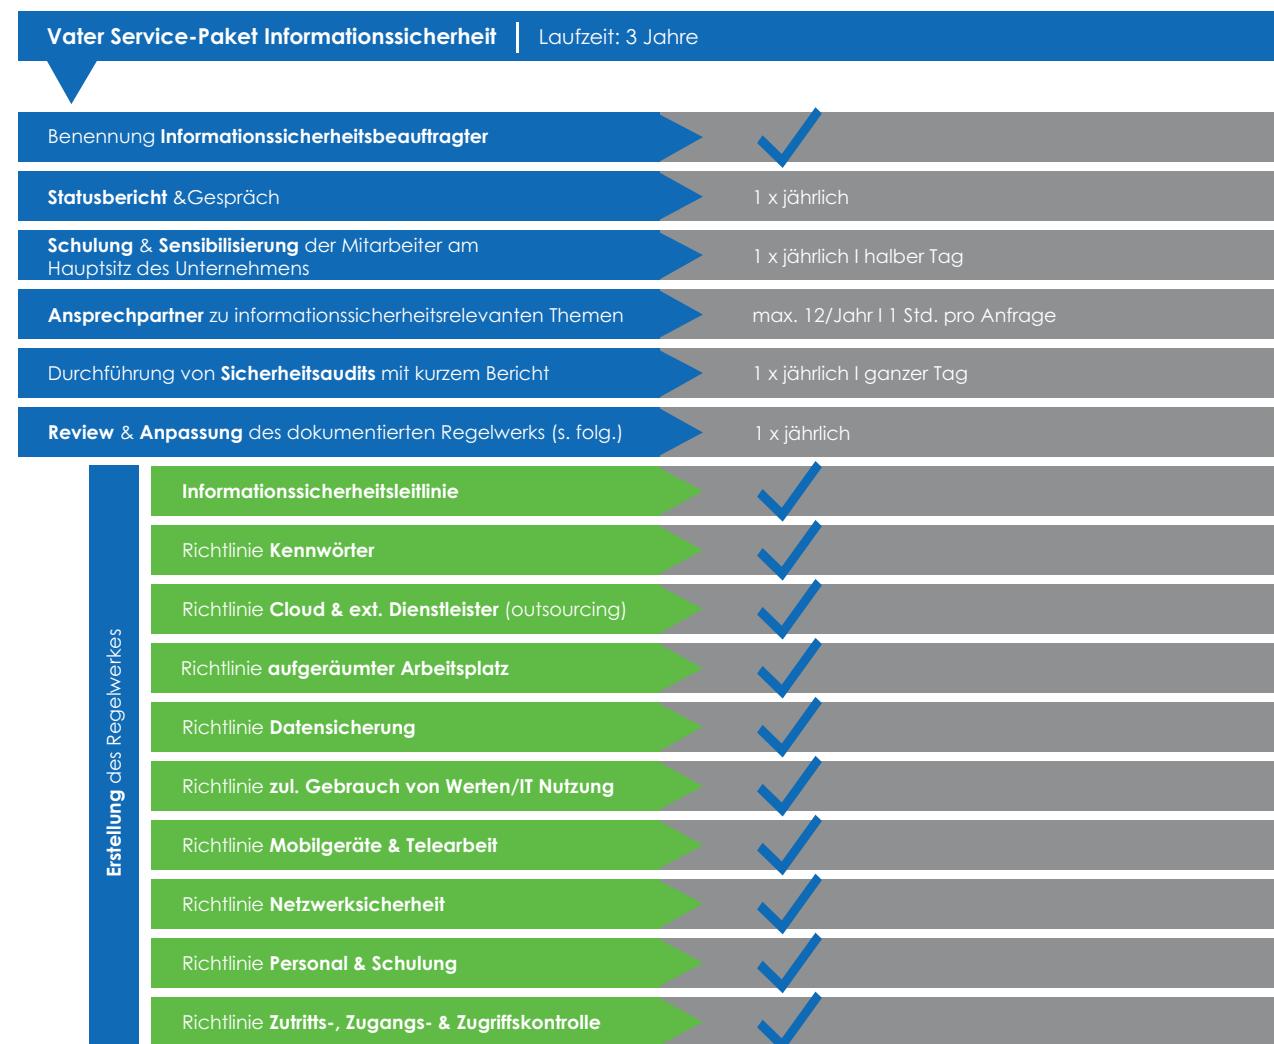 Vater Service-Paket Informationssicherheit | Laufzeit: 3 Jahre
Benennung Informationssicherheitsbeauftragter
Statusbericht &Gespräch 1 x jährlich
Schulung & Sensibilisierung der Mitarbeiter am
Hauptsitz des Unternehmens 1 x jährlich I halber Tag
Ansprechpartner zu informationssicherheitsrelevanten Themen max. 12/Jahr I 1 Std. pro Anfrage
Durchführung von Sicherheitsaudits mit kurzem Bericht 1 x jährlich I ganzer Tag
Review & Anpassung des dokumentierten Regelwerks (s. folg.) 1 x jährlich
Erstellung des Regelwerkes
Informationssicherheitsleitlinie
Richtlinie Kennwörter
Richtlinie Cloud & ext. Dienstleister (outsourcing)
Richtlinie aufgeräumter Arbeitsplatz
Richtlinie Datensicherung
Richtlinie zul. Gebrauch von Werten/IT Nutzung
Richtlinie Mobilgeräte & Telearbeit
Richtlinie Netzwerksicherheit
Richtlinie Personal & Schulung
Richtlinie Zutritts-, Zugangs- & Zugriffskontrolle